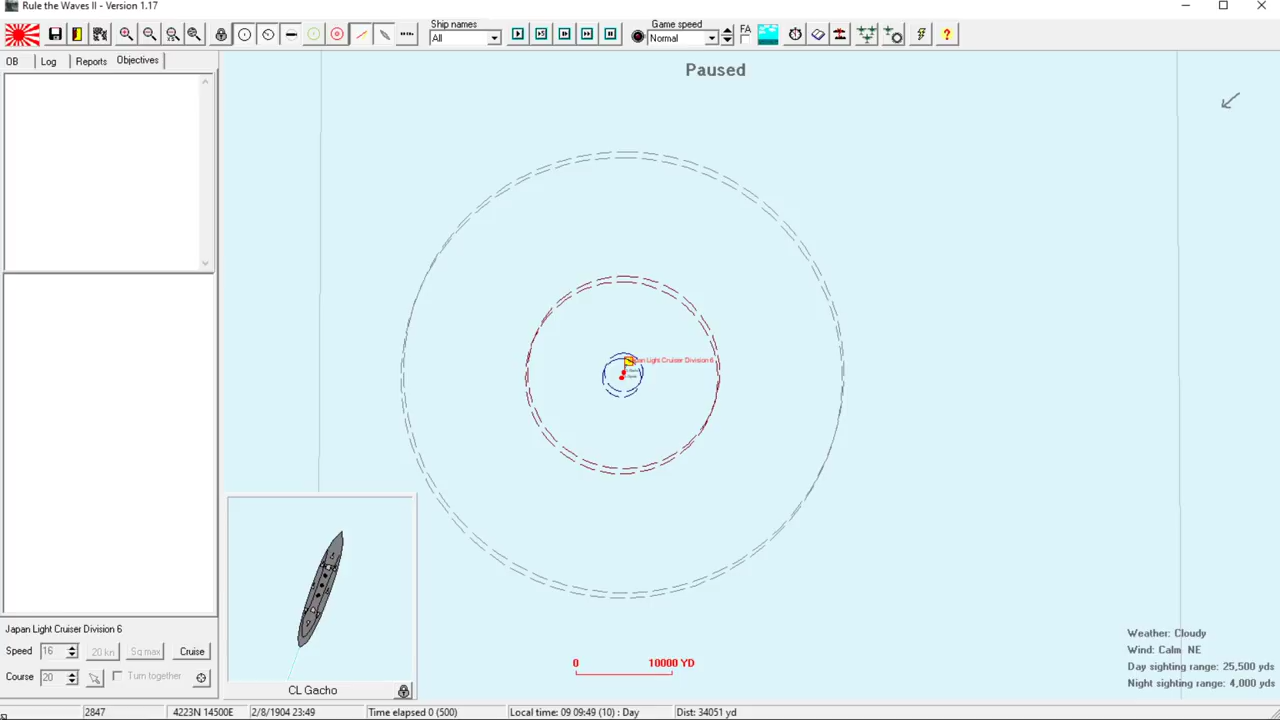 Rule the Waves II - Version 1.17
Ship names
All
Game speed
Normal
FA
OB Log Reports Objectives
Paused
Japan Light Cruiser Division 6
Japan Light Cruiser Division 6
Speed 16 20 kn Sq max Cruise
Course 20 Turn together
CL Gacho
0 10000 YD
Weather: Cloudy
Wind: Calm NE
Day sighting range: 25,500 yds
Night sighting range: 4,000 yds
2847 4223N 14500E 2/8/1904 23:49 Time elapsed 0 (500) Local time: 09 09:49 (10) : Day Dist: 34051 yd